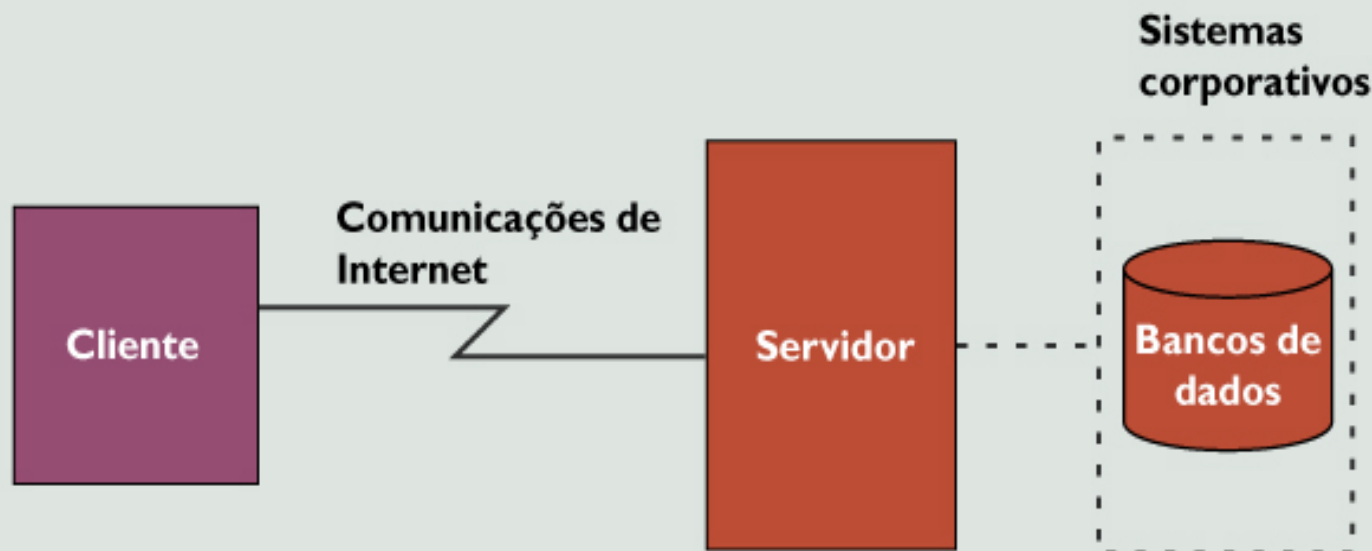 Sistemas
corporativos
Comunicações de
Internet
Cliente
Servidor
Bancos de
dados